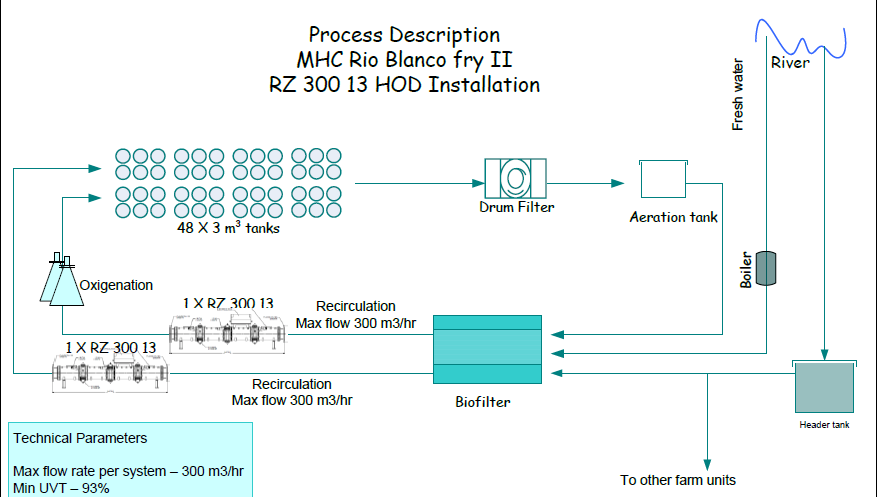 Process Description
MHC Rio Blanco fry II
RZ 300 13 HOD Installation
River
Fresh water
48 X 3 m³ tanks
Drum Filter
Aeration tank
Boiler
Oxigenation
1 X RZ 300 13
Recirculation
Max flow 300 m3/hr
1 X RZ 300 13
Recirculation
Max flow 300 m3/hr
Biofilter
Header tank
To other farm units
Technical Parameters
Max flow rate per system – 300 m3/hr
Min UVT – 93%